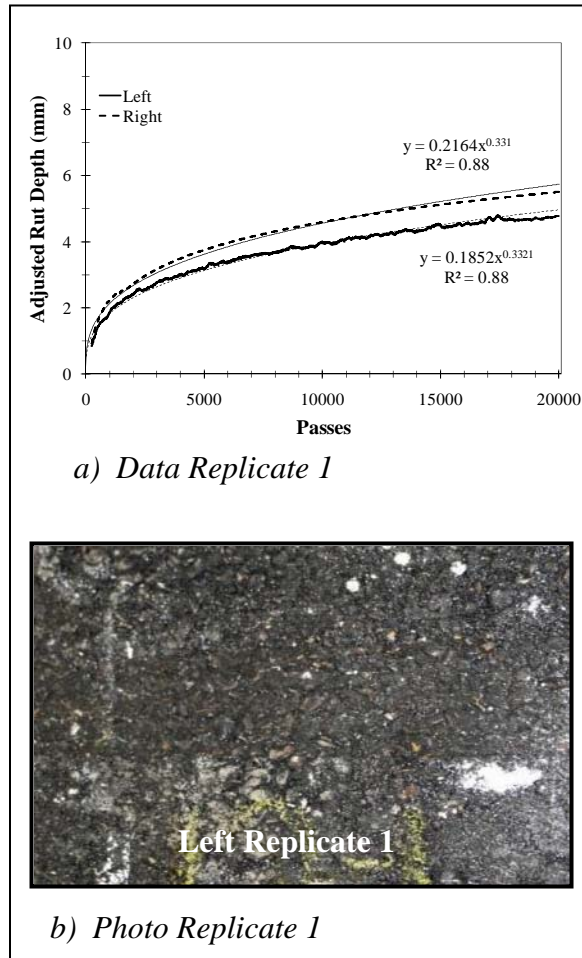 10
8
6
4
2
0
Adjusted Rut Depth (mm)
Left
Right
y = 0.2164x^0.331
R² = 0.88
y = 0.1852x^0.3321
R² = 0.88
0 5000 10000 15000 20000
Passes
a) Data Replicate 1
Left Replicate 1
b) Photo Replicate 1